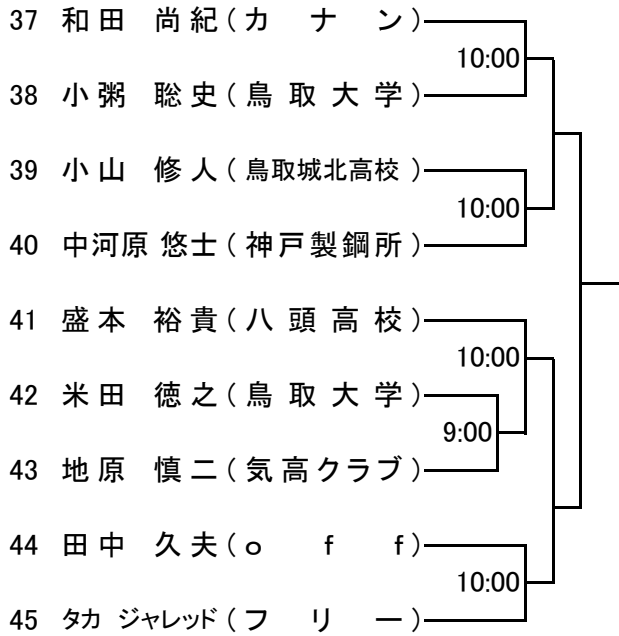 37 和田 尚紀(カナン)
10:00
38 小粥 聡史(鳥取大学)
39 小山 修人(鳥取城北高校)
10:00
40 中河原 悠士(神戸製鋼所)
41 盛本 裕貴(八頭高校)
10:00
42 米田 徳之(鳥取大学)
9:00
43 地原 慎二(気高クラブ)
44 田中 久夫(off)
10:00
45 タカ ジャレッド(フリー)